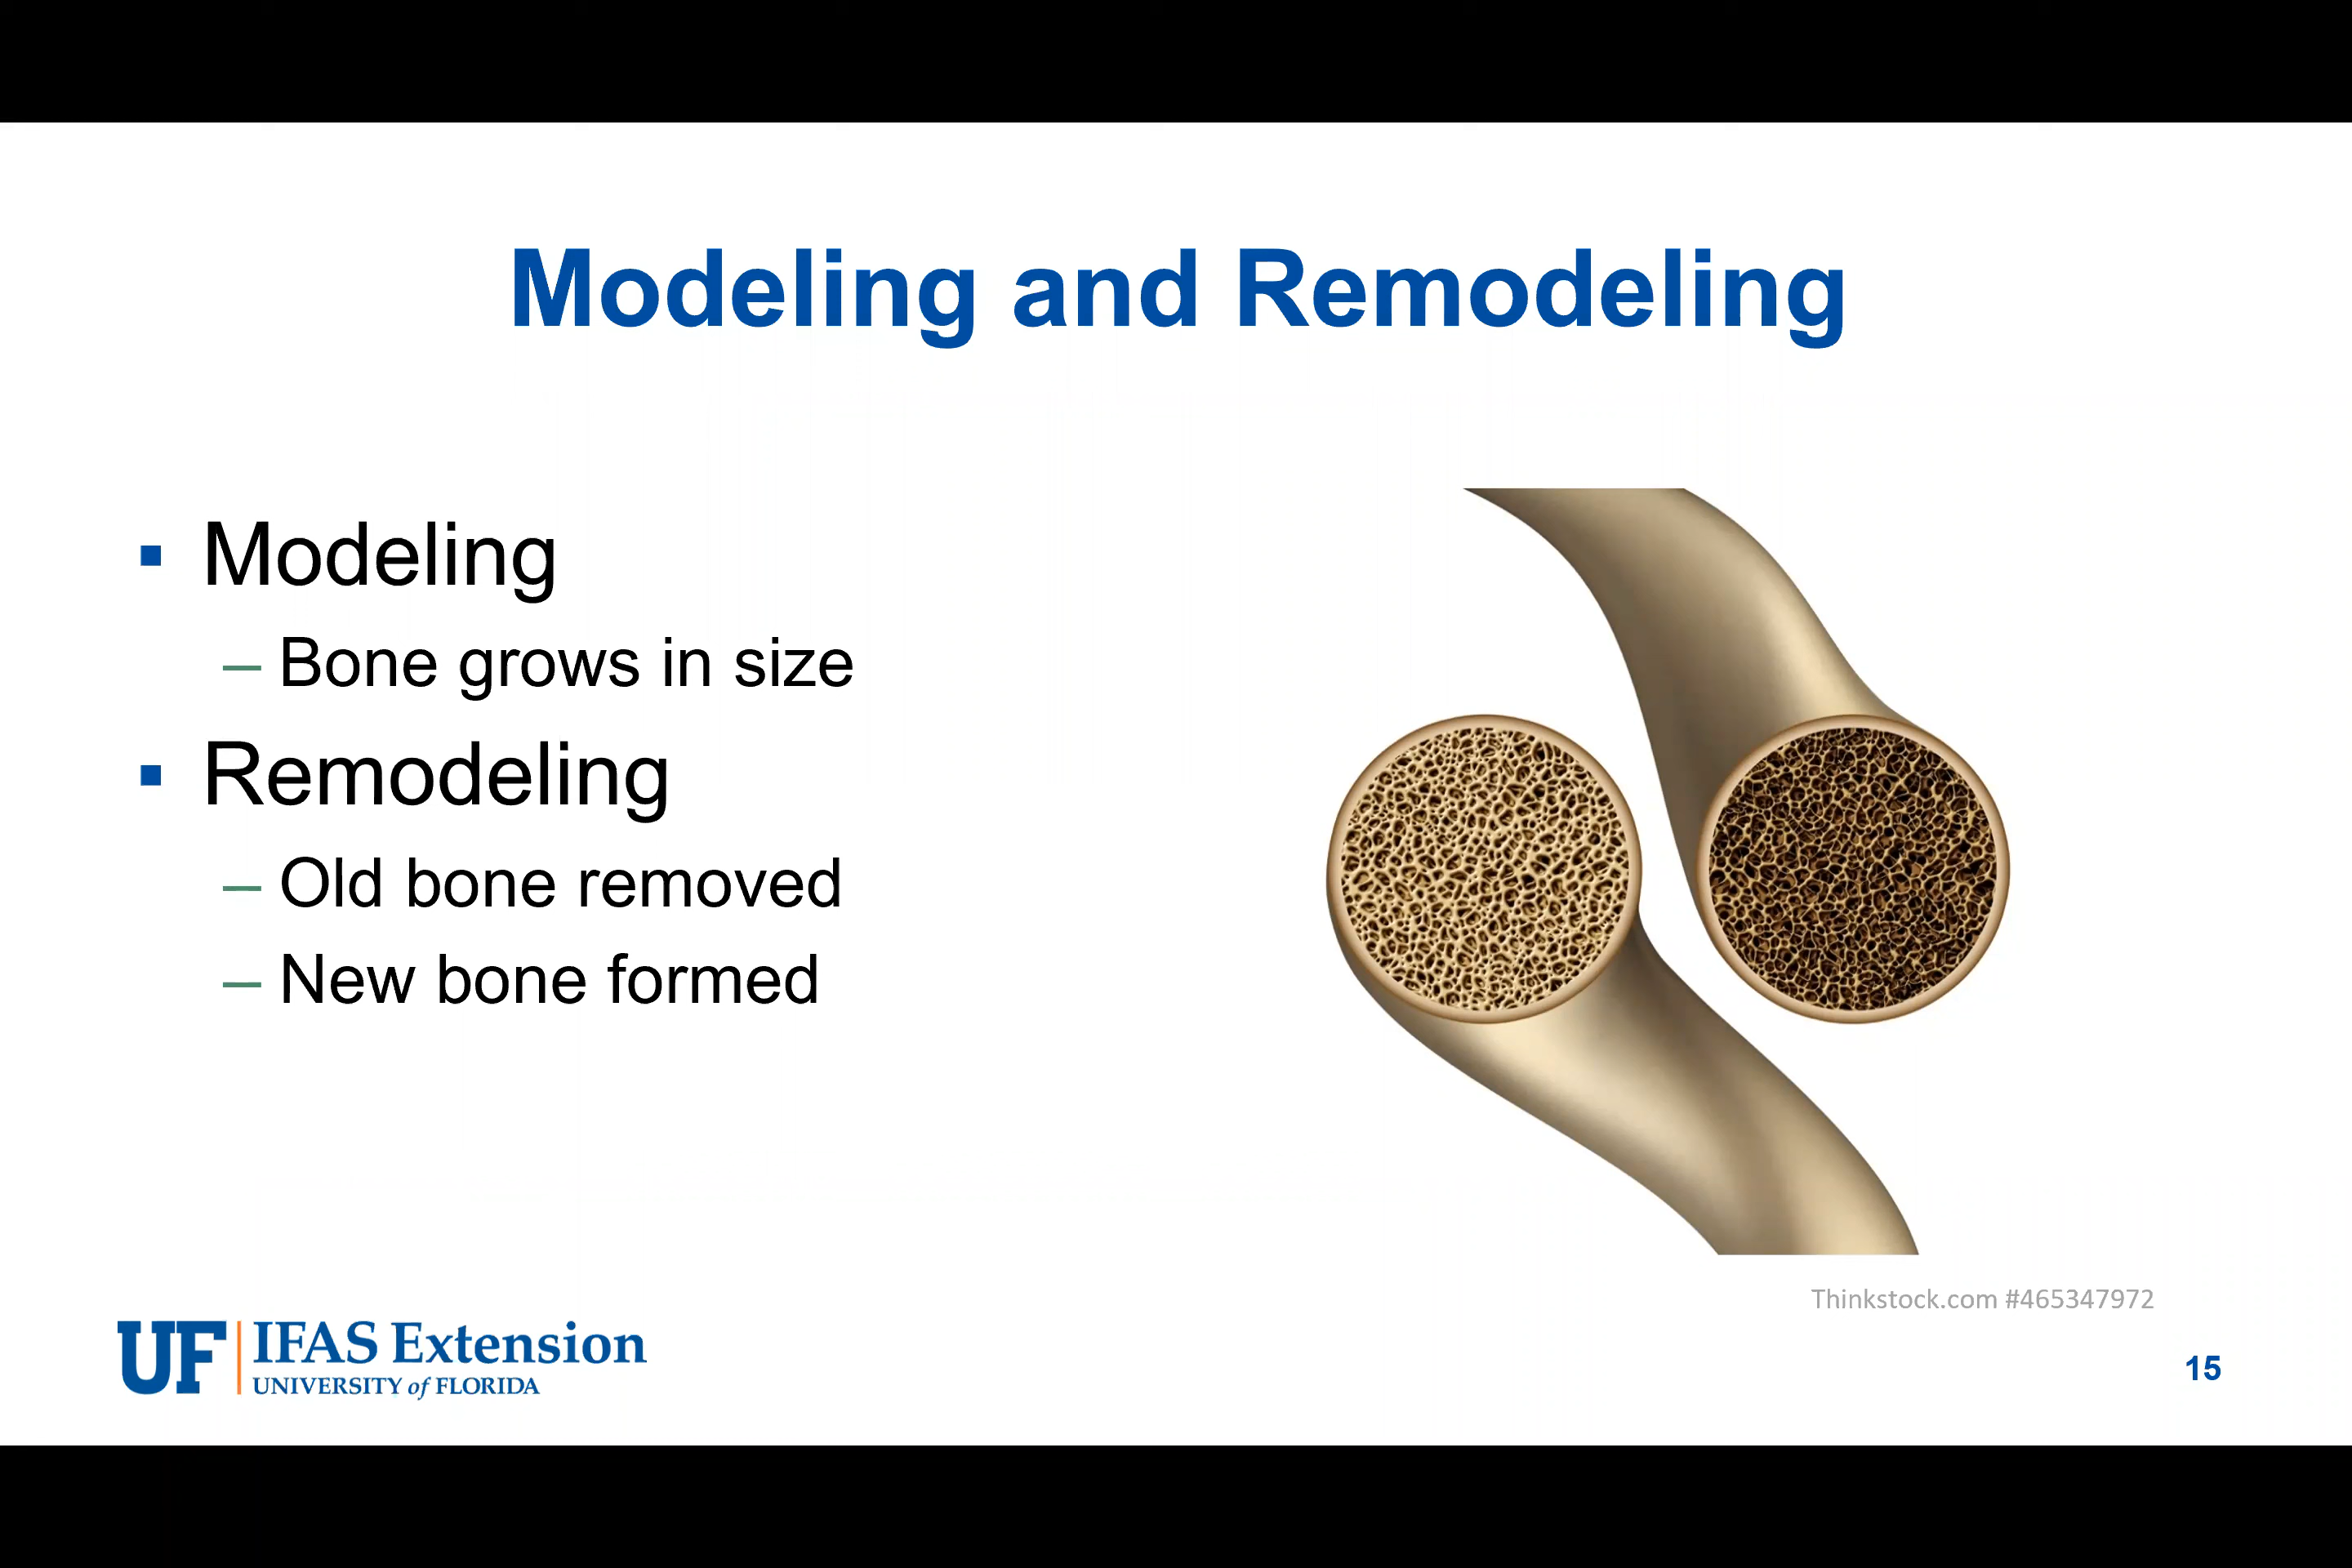 Modeling and Remodeling
▪ Modeling
– Bone grows in size
▪ Remodeling
– Old bone removed
– New bone formed
Thinkstock.com #465347972
UF IFAS Extension
UNIVERSITY of FLORIDA
15